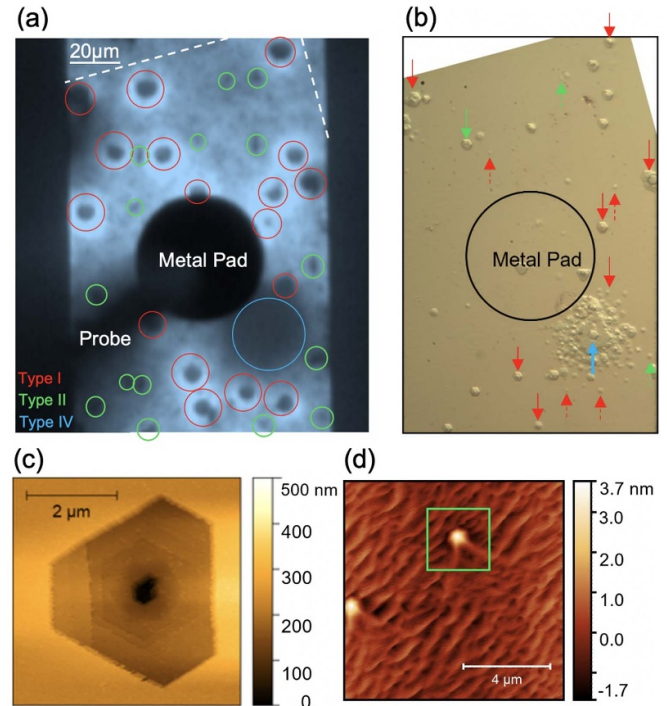 (a)
20μm
Metal Pad
Probe
Type I
Type II
Type IV
(b)
Metal Pad
(c)
2 μm
500 nm
400
300
200
100
0
(d)
4 μm
3.7 nm
3.0
2.0
1.0
0.0
-1.7